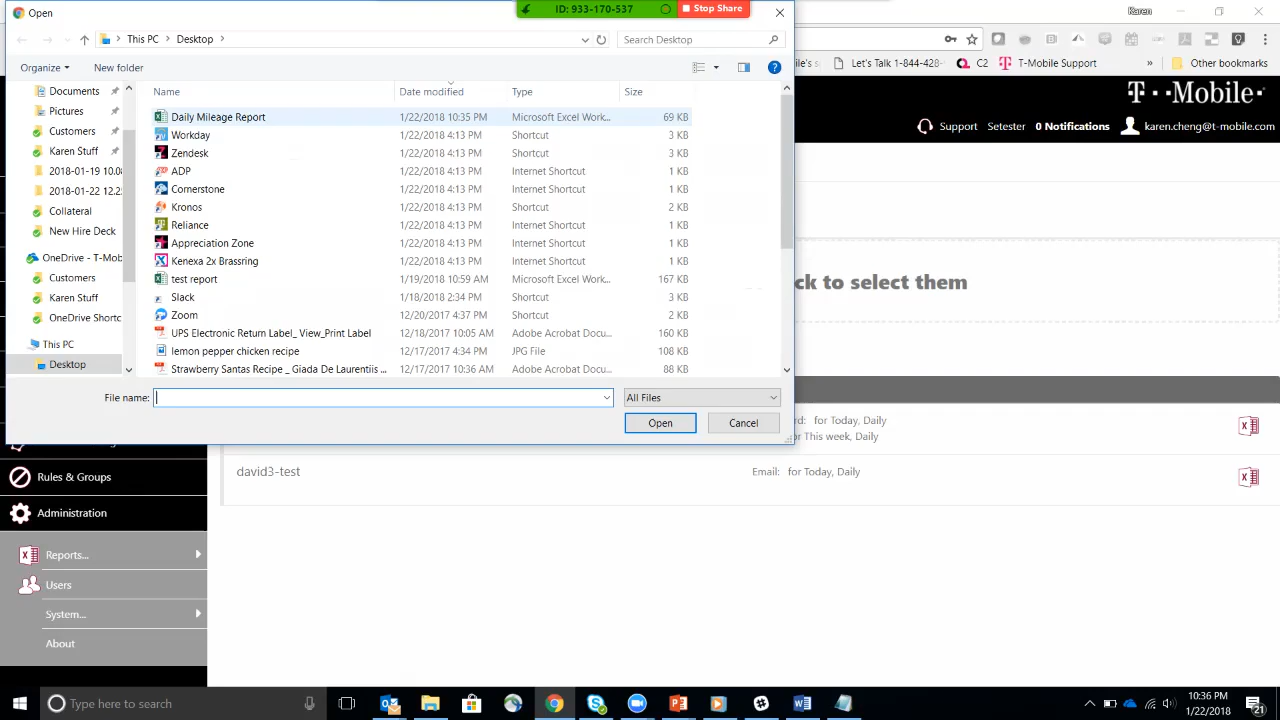 Open
ID: 933-170-537
Stop Share
Karen
This PC
Desktop
Search Desktop
Let's Talk 1-844-428-
C2
T-Mobile Support
»
Other bookmarks
Organize
New folder
T··Mobile·
Support
Setester
0 Notifications
karen.cheng@t-mobile.com
Name Date modified Type Size
Documents
Pictures
Customers
Karen Stuff
2018-01-19 10.0
2018-01-22 12.2
Collateral
New Hire Deck
OneDrive - T-Mob
Customers
Karen Stuff
OneDrive Shortc
This PC
Desktop
Daily Mileage Report 1/22/2018 10:35 PM Microsoft Excel Work... 69 KB
Workday 1/22/2018 4:13 PM Shortcut 3 KB
Zendesk 1/22/2018 4:13 PM Shortcut 3 KB
ADP 1/22/2018 4:13 PM Internet Shortcut 1 KB
Cornerstone 1/22/2018 4:13 PM Internet Shortcut 1 KB
Kronos 1/22/2018 4:13 PM Shortcut 2 KB
Reliance 1/22/2018 4:13 PM Internet Shortcut 1 KB
Appreciation Zone 1/22/2018 4:13 PM Internet Shortcut 1 KB
Kenexa 2x Brassring 1/22/2018 4:13 PM Internet Shortcut 1 KB
test report 1/19/2018 10:59 AM Microsoft Excel Work... 167 KB
Slack 1/18/2018 2:34 PM Shortcut 3 KB
Zoom 12/20/2017 4:37 PM Shortcut 2 KB
UPS Electronic Return Label_ View_Print Label 12/18/2017 10:05 AM Adobe Acrobat Docu... 160 KB
lemon pepper chicken recipe 12/17/2017 4:34 PM JPG File 108 KB
Strawberry Santas Recipe _ Giada De Laurentiis ... 12/17/2017 10:36 AM Adobe Acrobat Docu... 88 KB
ck to select them
File name:
All Files
Open
Cancel
for Today, Daily
or This week, Daily
david3-test
Email: for Today, Daily
Rules & Groups
Administration
Reports...
Users
System...
About
Type here to search
10:36 PM
1/22/2018
21